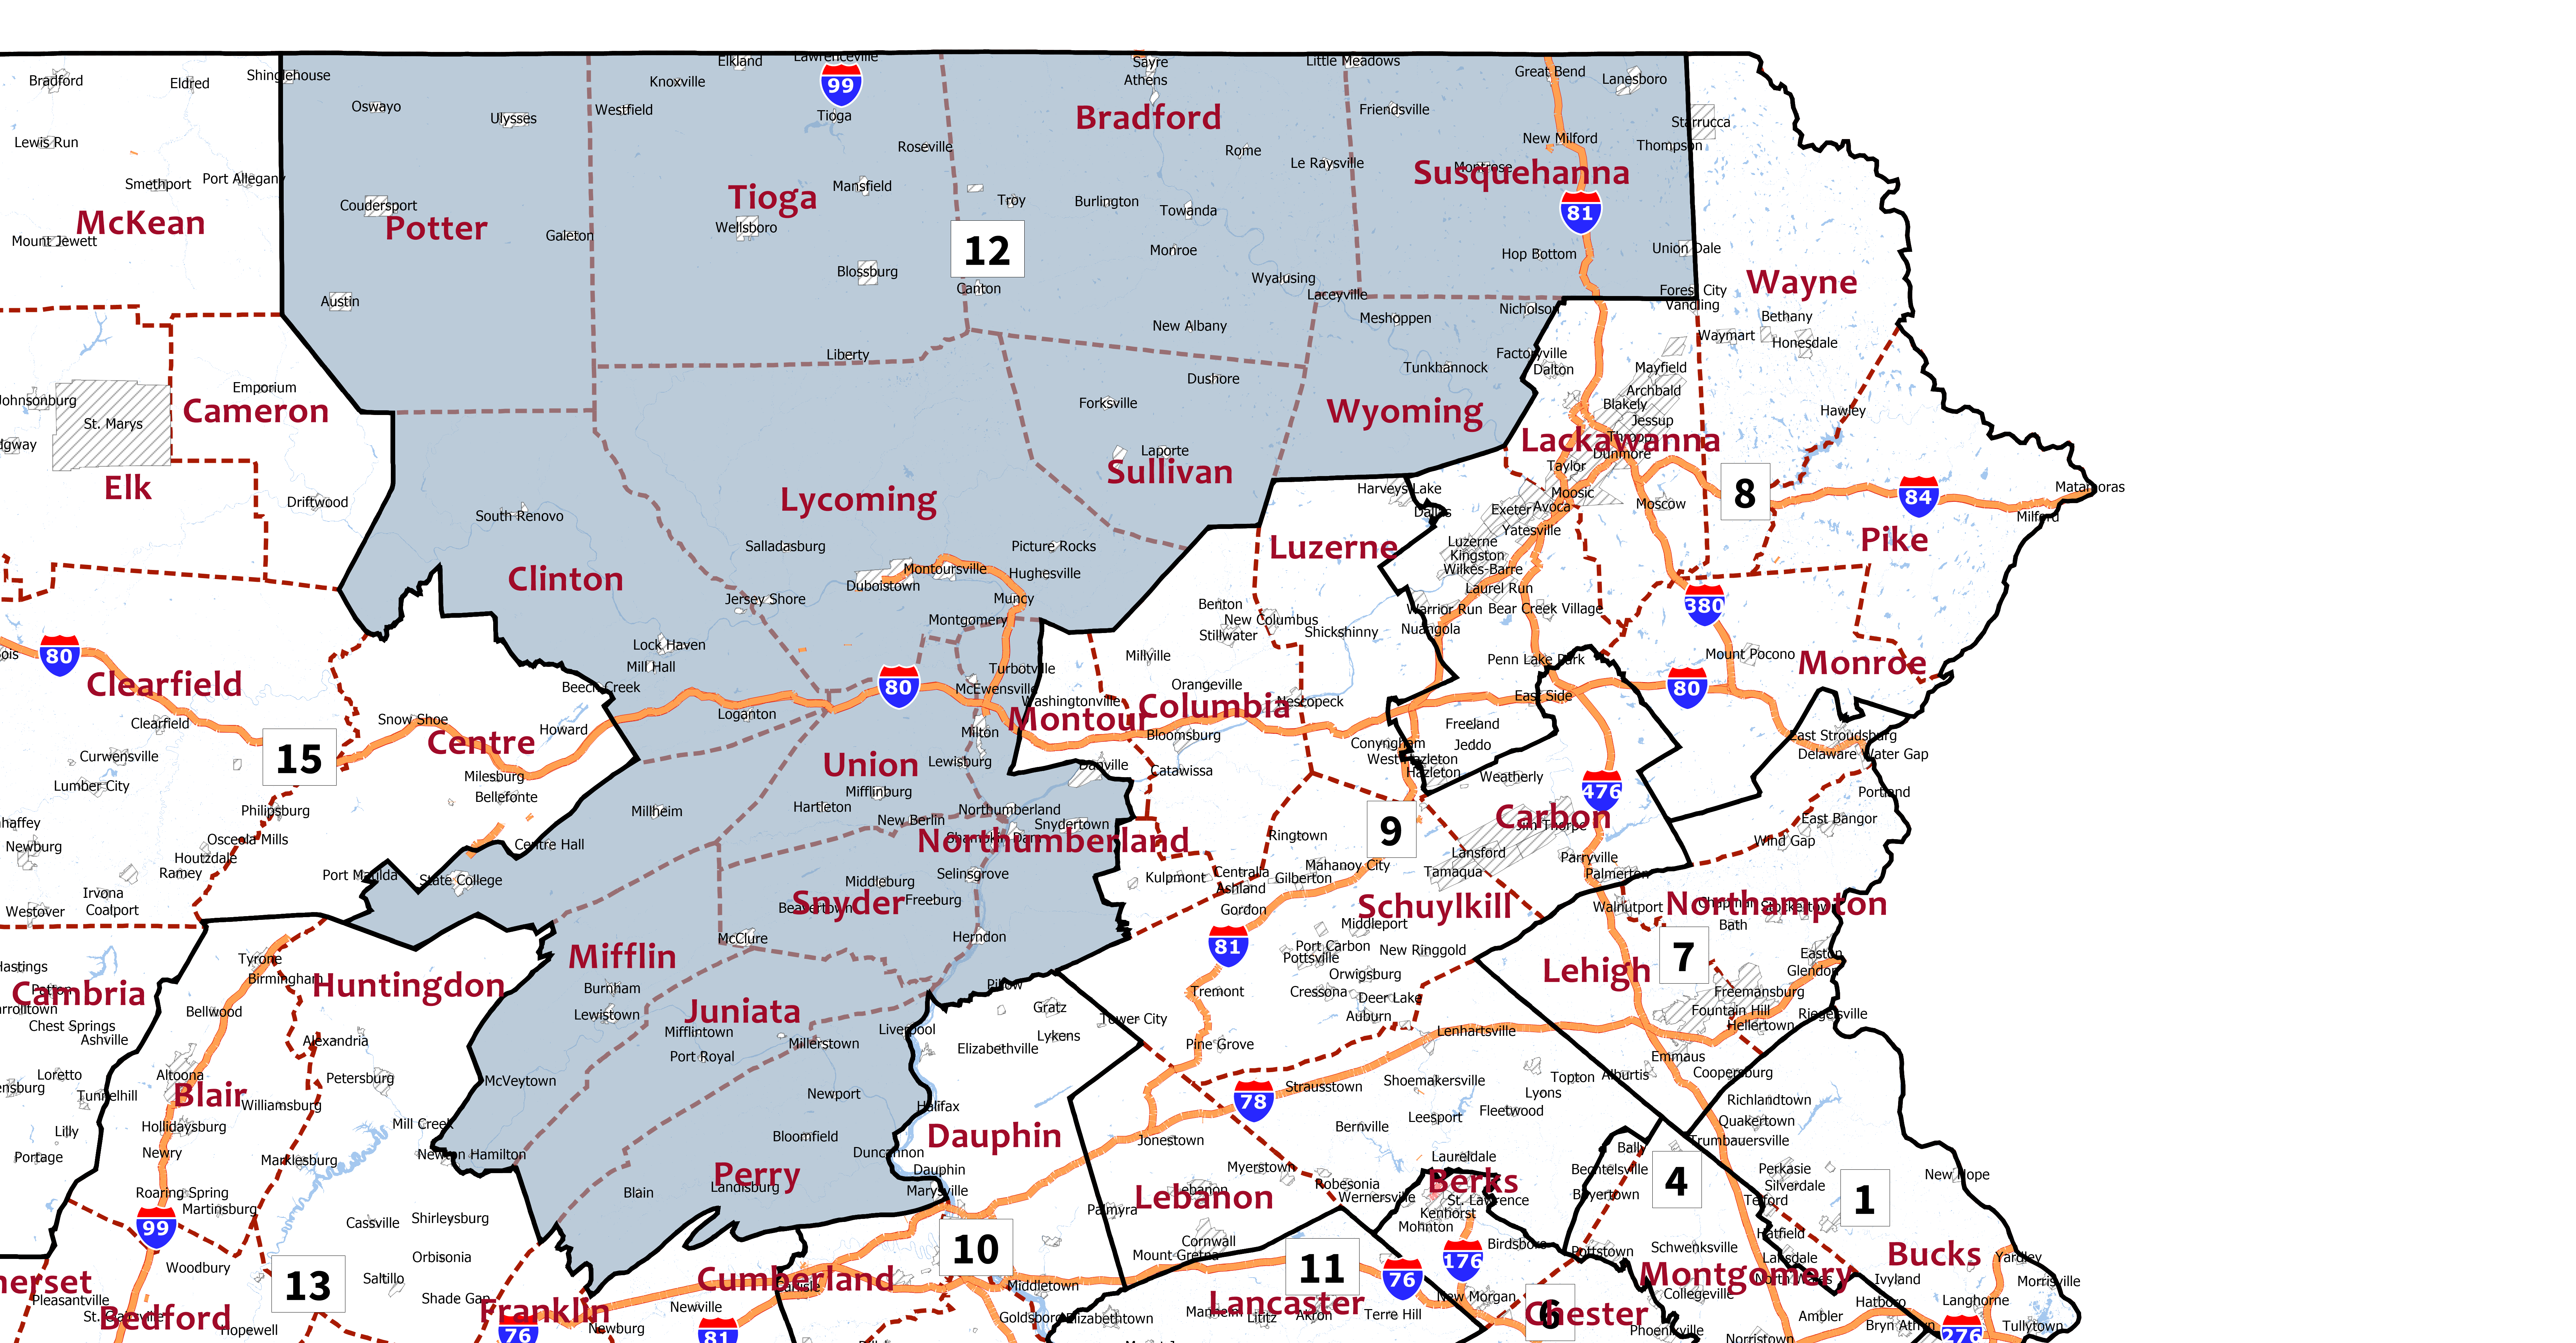 Bradford
Eldred
Shinglehouse
Oswayo
Ulysses
Knoxville
Westfield
Elkland
Lawrenceville
99
Tioga
Roseville
Sayre
Athens
Bradford
Rome
Little Meadows
Friendsville
Le Raysville
Great Bend
Lanesboro
New Milford
Starrucca
Thompson
Lewis Run
Smethport
Port Allegany
McKean
Mount Jewett
Coudersport
Potter
Galeton
Austin
Tioga
Mansfield
Wellsboro
Blossburg
12
Canton
Troy
Burlington
Towanda
Monroe
Wyalusing
Laceyville
New Albany
Montrose
Susquehanna
81
Hop Bottom
Union Dale
Forest City
Vandling
Wayne
Bethany
Waymart
Honesdale
Nicholson
Meshoppen
Factoryville
Dalton
Tunkhannock
Mayfield
Archbald
Blakely
Jessup
Throop
Lackawanna
Dunmore
Taylor
Moosic
Moscow
Hawley
8
84
Matamoras
Milford
Pike
Johnsonburg
St. Marys
Emporium
Cameron
Elk
Driftwood
Liberty
Dushore
Forksville
Laporte
Sullivan
Wyoming
Lycoming
South Renovo
Clinton
Salladasburg
Picture Rocks
Montoursville
Hughesville
Duboistown
Jersey Shore
Muncy
Montgomery
Harveys Lake
Dallas
Exeter
Avoca
Yatesville
Luzerne
Luzerne
Kingston
Wilkes-Barre
Laurel Run
Warrior Run
Bear Creek Village
Nuangola
Penn Lake Park
380
Mount Pocono
Monroe
Benton
New Columbus
Stillwater
Shickshinny
Millville
Orangeville
Columbia
Nescopeck
Bloomsburg
Catawissa
80
Clearfield
Clearfield
Curwensville
Lumber City
15
Snow Shoe
Centre
Howard
Milesburg
Bellefonte
Philipsburg
Osceola Mills
Houtzdale
Ramey
Newburg
Irvona
Coalport
Westover
Port Matilda
State College
Centre Hall
Lock Haven
Mill Hall
Beech Creek
Loganton
80
Turbotville
McEwensville
Washingtonville
Montour
Milton
Danville
Union
Lewisburg
Mifflinburg
Hartleton
New Berlin
Millheim
Northumberland
Snydertown
Shamokin Dam
Northumberland
Selinsgrove
Middleburg
Beavertown
Snyder
Freeburg
McClure
Herndon
East Side
80
Freeland
Jeddo
Conyngham
West Hazleton
Hazleton
Weatherly
476
Carbon
Jim Thorpe
Lansford
Parryville
Palmerton
Tamaqua
East Stroudsburg
Delaware Water Gap
Portland
East Bangor
Wind Gap
9
Ringtown
Mahanoy City
Centralia
Gilberton
Ashland
Kulpmont
Gordon
Schuylkill
Middleport
Port Carbon
Pottsville
New Ringgold
Orwigsburg
Cressona
Deer Lake
Auburn
81
Tremont
Pine Grove
Tower City
Walnutport
Chapman
Stockertown
Northampton
Bath
7
Lehigh
Easton
Glendon
Freemansburg
Fountain Hill
Hellertown
Riegelsville
Emmaus
Coopersburg
Alburtis
Topton
Lyons
Fleetwood
Lenhartsville
Shoemakersville
Strausstown
78
Leesport
Bernville
Hastings
Cambria
Patton
Chest Springs
Ashville
Loretto
Tunnelhill
Lilly
Portage
Tyrone
Birmingham
Huntingdon
Bellwood
Alexandria
Altoona
Blair
Williamsburg
Petersburg
Hollidaysburg
Newry
Marklesburg
Mill Creek
Newton Hamilton
McVeytown
Mifflin
Burnham
Lewistown
Juniata
Mifflintown
Port Royal
Millerstown
Liverpool
Pillow
Gratz
Lykens
Elizabethville
Newport
Halifax
Dauphin
Bloomfield
Duncannon
Dauphin
Marysville
Perry
Landisburg
Blain
Roaring Spring
Martinsburg
99
Woodbury
Cassville
Shirleysburg
Orbisonia
Saltillo
Shade Gap
13
Pleasantville
Bedford
Hopewell
Franklin
76
Newburg
Newville
81
Cumberland
Carlisle
10
Middletown
Goldsboro
Elizabethtown
Jonestown
Myerstown
Lebanon
Lebanon
Palmyra
Cornwall
Mount Gretna
11
Lancaster
Manheim
Lititz
Akron
Terre Hill
Robesonia
Wernersville
Laureldale
Berks
St. Lawrence
Kenhorst
Mohnton
176
76
Birdsboro
New Morgan
Chester
6
Bally
Bechtelsville
Boyertown
4
Pottstown
Schwenksville
Montgomery
Collegeville
Phoenixville
Norristown
Richlandtown
Quakertown
Trumbauersville
Perkasie
Silverdale
Telford
1
New Hope
Hatfield
Lansdale
North Wales
Bucks
Yardley
Ivyland
Morrisville
Hatboro
Langhorne
Ambler
Bryn Athyn
276
Tullytown